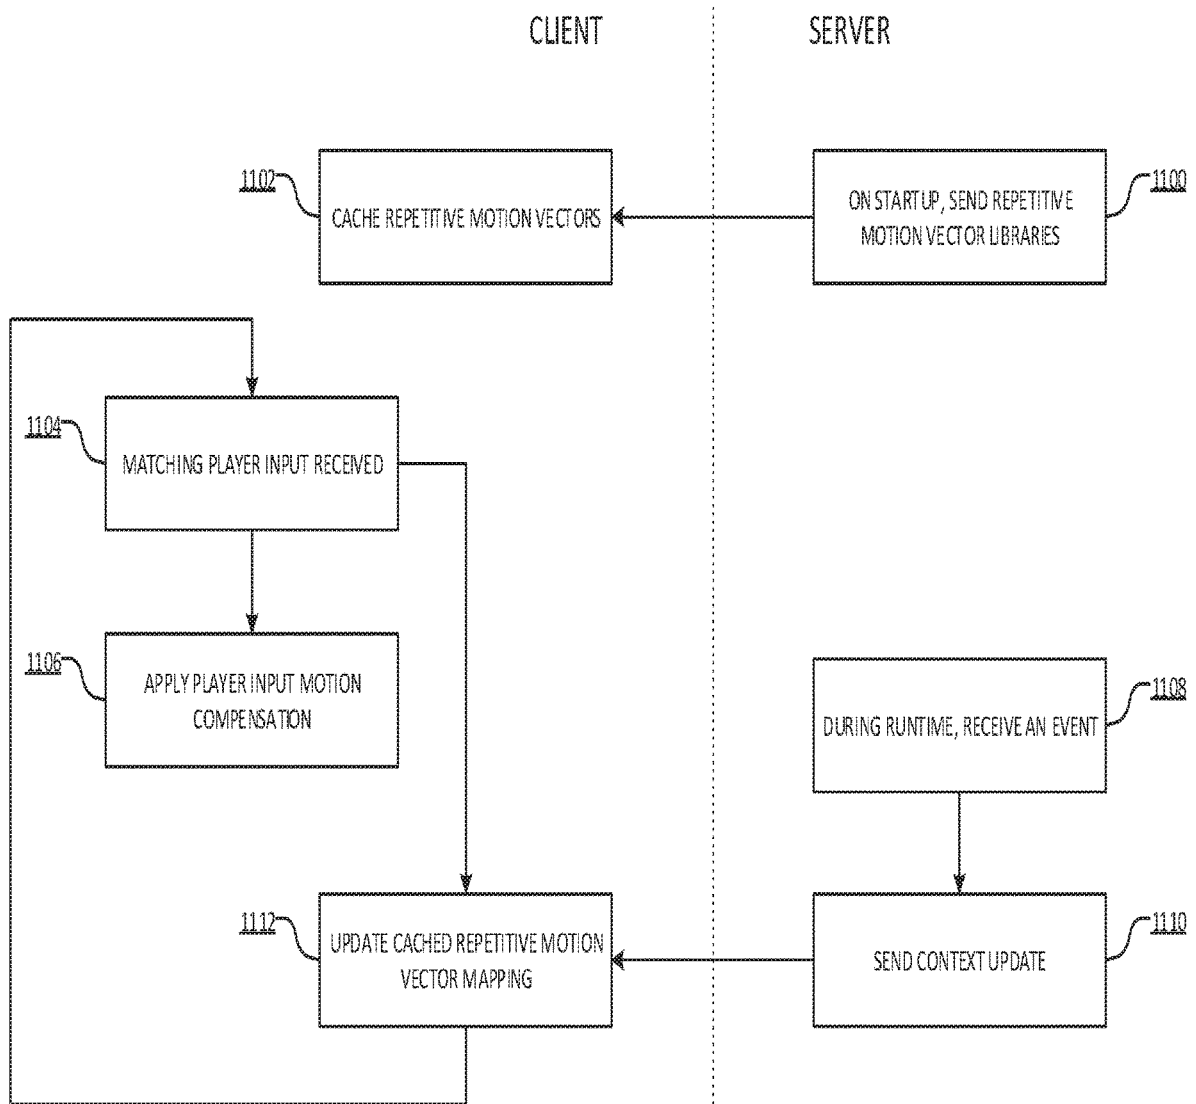 CLIENT
SERVER
1102
CACHE REPETITIVE MOTION VECTORS
1100
ON STARTUP, SEND REPETITIVE
MOTION VECTOR LIBRARIES
1104
MATCHING PLAYER INPUT RECEIVED
1106
APPLY PLAYER INPUT MOTION
COMPENSATION
1108
DURING RUNTIME, RECEIVE AN EVENT
1112
UPDATE CACHED REPETITIVE MOTION
VECTOR MAPPING
1110
SEND CONTEXT UPDATE